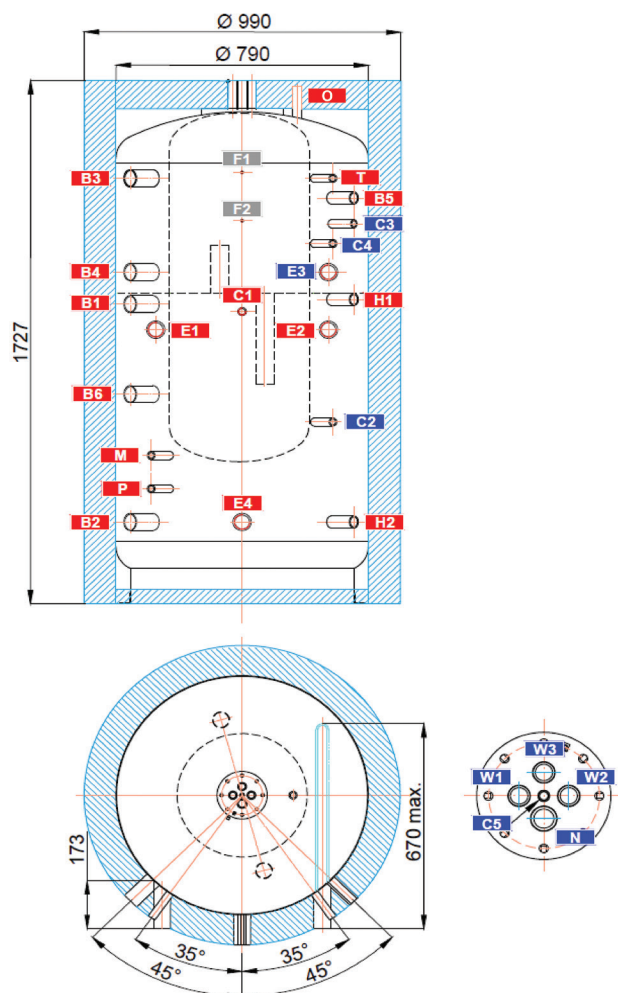 Ø 990
Ø 790
O
F1
B3
T
B5
F2
C3
C4
B4
E3
B1
C1
H1
E1
E2
1727
B6
C2
M
P
B2
E4
H2
W3
W1
W2
C5
N
670 max.
173
35°
35°
45°
45°